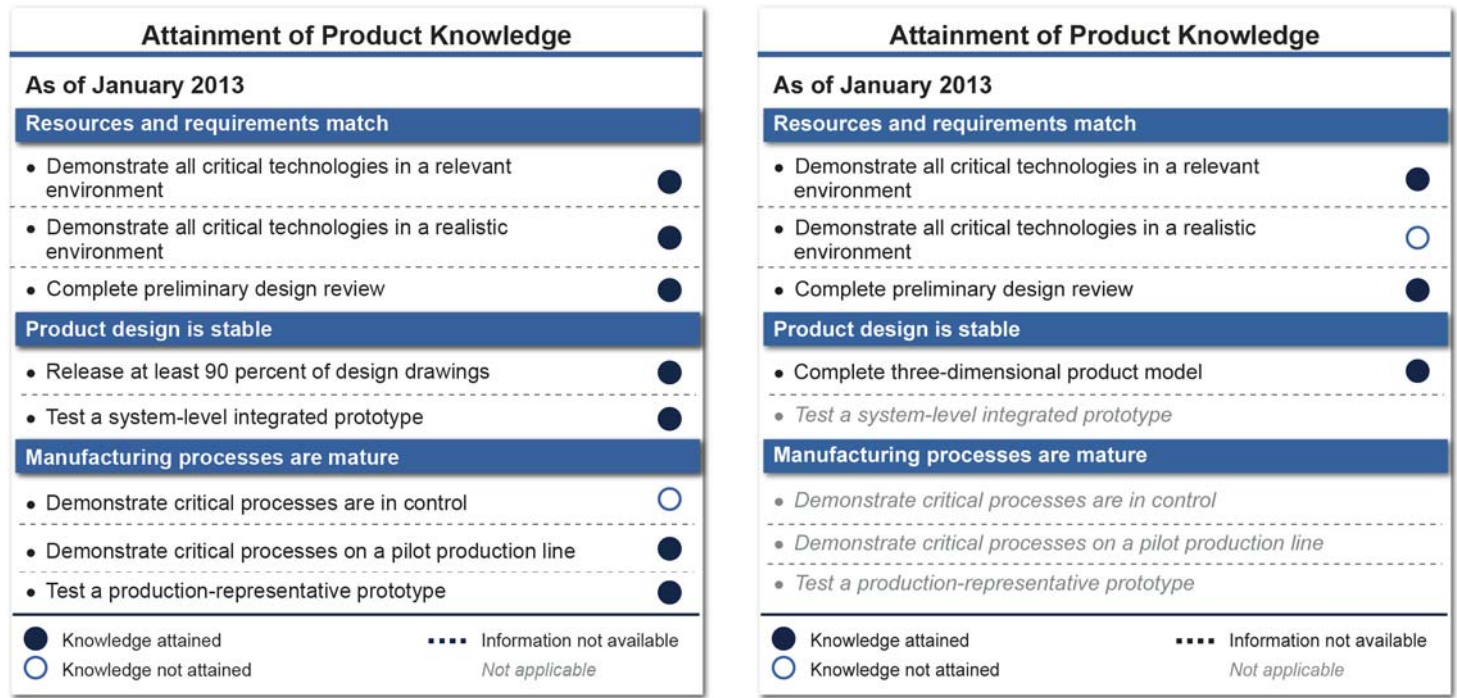 Attainment of Product Knowledge
As of January 2013
Resources and requirements match
• Demonstrate all critical technologies in a relevant
environment
• Demonstrate all critical technologies in a realistic
environment
• Complete preliminary design review
Product design is stable
• Release at least 90 percent of design drawings
• Test a system-level integrated prototype
Manufacturing processes are mature
• Demonstrate critical processes are in control
• Demonstrate critical processes on a pilot production line
• Test a production-representative prototype
Knowledge attained
Information not available
Knowledge not attained
Not applicable
Attainment of Product Knowledge
As of January 2013
Resources and requirements match
• Demonstrate all critical technologies in a relevant
environment
• Demonstrate all critical technologies in a realistic
environment
• Complete preliminary design review
Product design is stable
• Complete three-dimensional product model
• Test a system-level integrated prototype
Manufacturing processes are mature
• Demonstrate critical processes are in control
• Demonstrate critical processes on a pilot production line
• Test a production-representative prototype
Knowledge attained
Information not available
Knowledge not attained
Not applicable